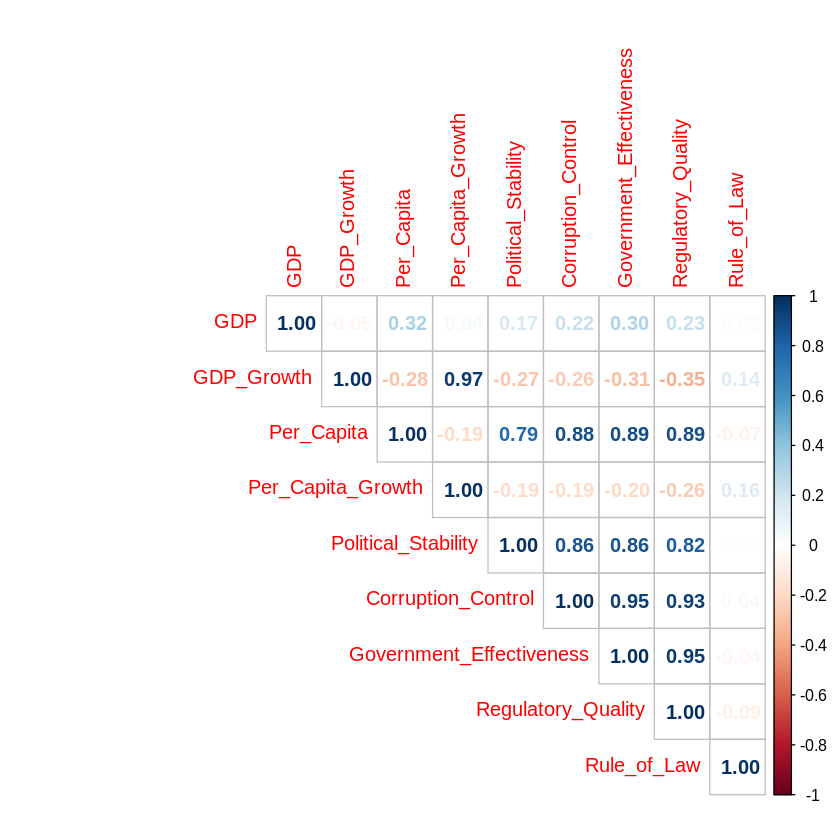 GDP
GDP_Growth
Per_Capita
Per_Capita_Growth
Political_Stability
Corruption_Control
Government_Effectiveness
Regulatory_Quality
Rule_of_Law
GDP 1.00 -0.05 0.32 0.04 0.17 0.22 0.30 0.23 0.03
GDP_Growth 1.00 -0.28 0.97 -0.27 -0.26 -0.31 -0.35 0.14
Per_Capita 1.00 -0.19 0.79 0.88 0.89 0.89 -0.07
Per_Capita_Growth 1.00 -0.19 -0.19 -0.20 -0.26 0.16
Political_Stability 1.00 0.86 0.86 0.82 0.02
Corruption_Control 1.00 0.95 0.93 0.04
Government_Effectiveness 1.00 0.95 -0.04
Regulatory_Quality 1.00 -0.09
Rule_of_Law 1.00
1
0.8
0.6
0.4
0.2
0
-0.2
-0.4
-0.6
-0.8
-1